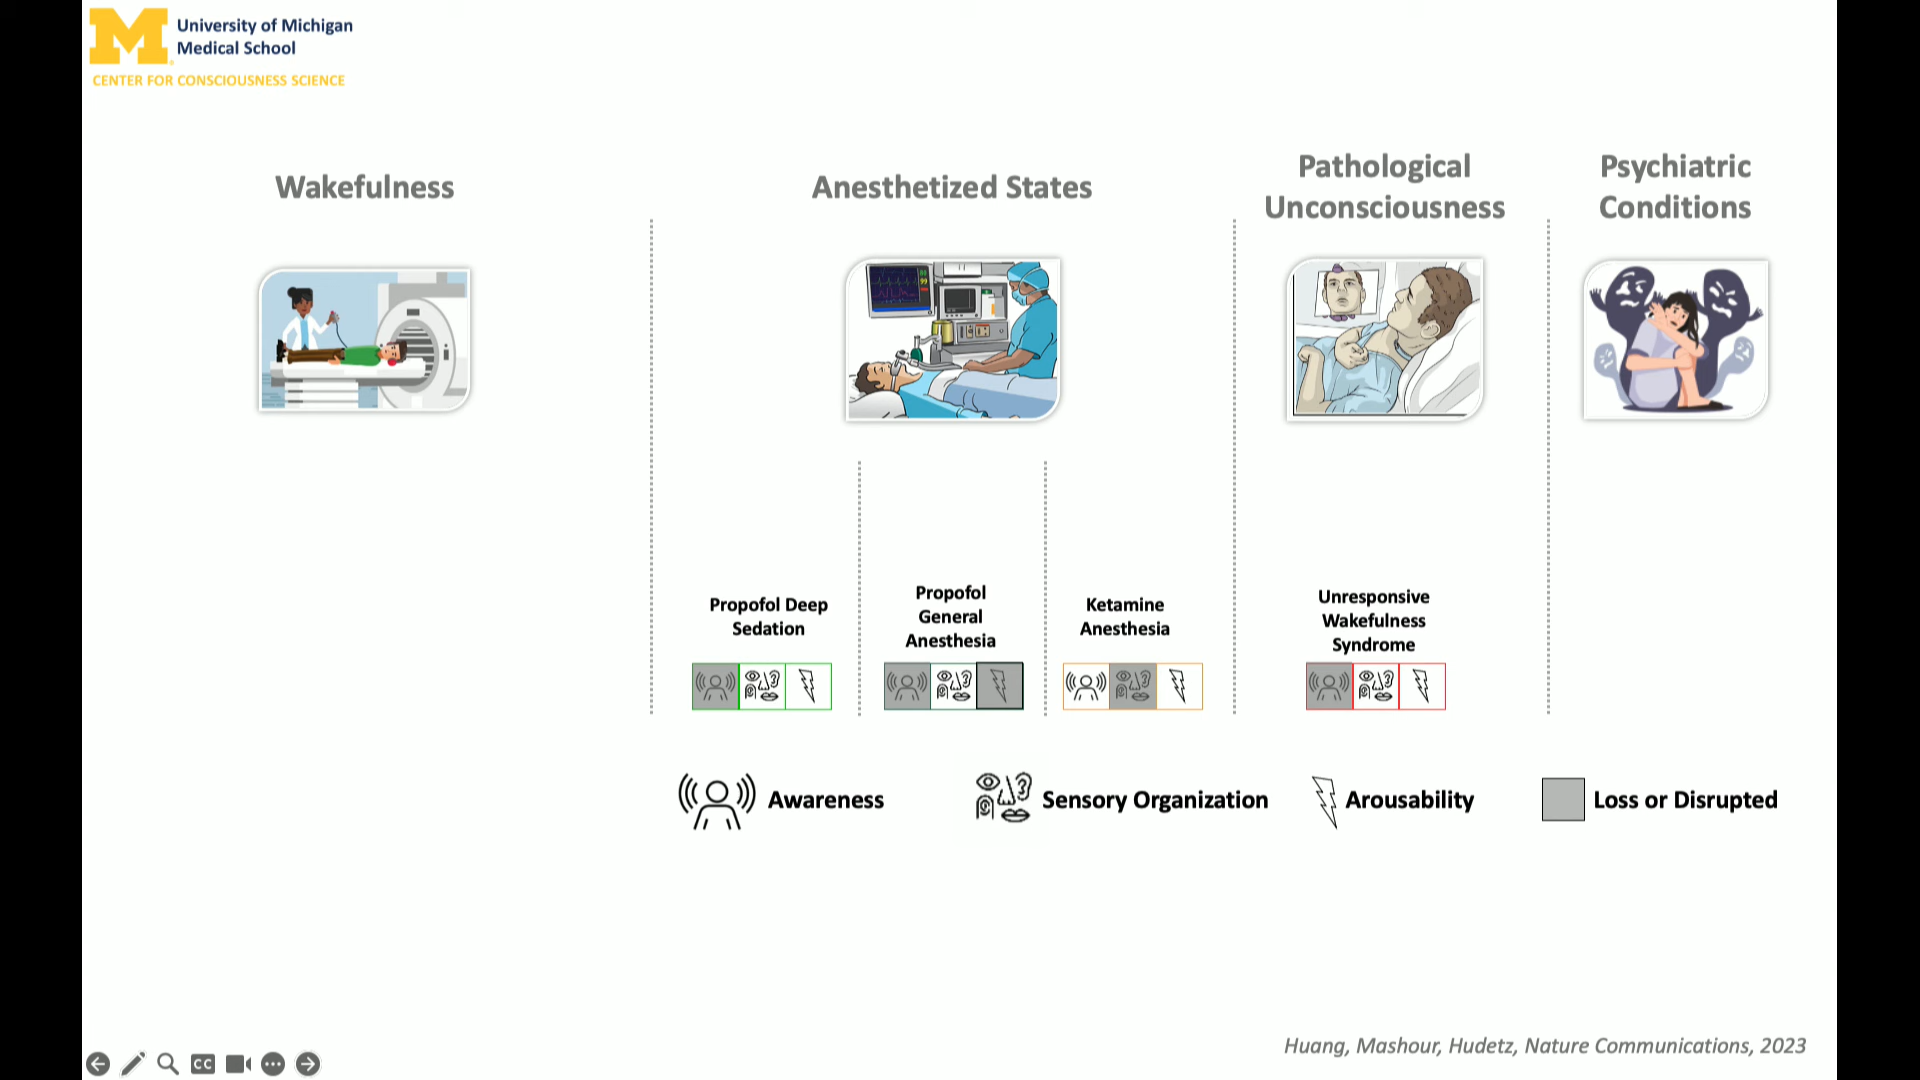 University of Michigan
Medical School
CENTER FOR CONSCIOUSNESS SCIENCE
Wakefulness
Anesthetized States
Pathological
Unconsciousness
Psychiatric
Conditions
Propofol Deep
Sedation
Propofol
General
Anesthesia
Ketamine
Anesthesia
Unresponsive
Wakefulness
Syndrome
Awareness
Sensory Organization
Arousability
Loss or Disrupted
Huang, Mashour, Hudetz, Nature Communications, 2023
CC